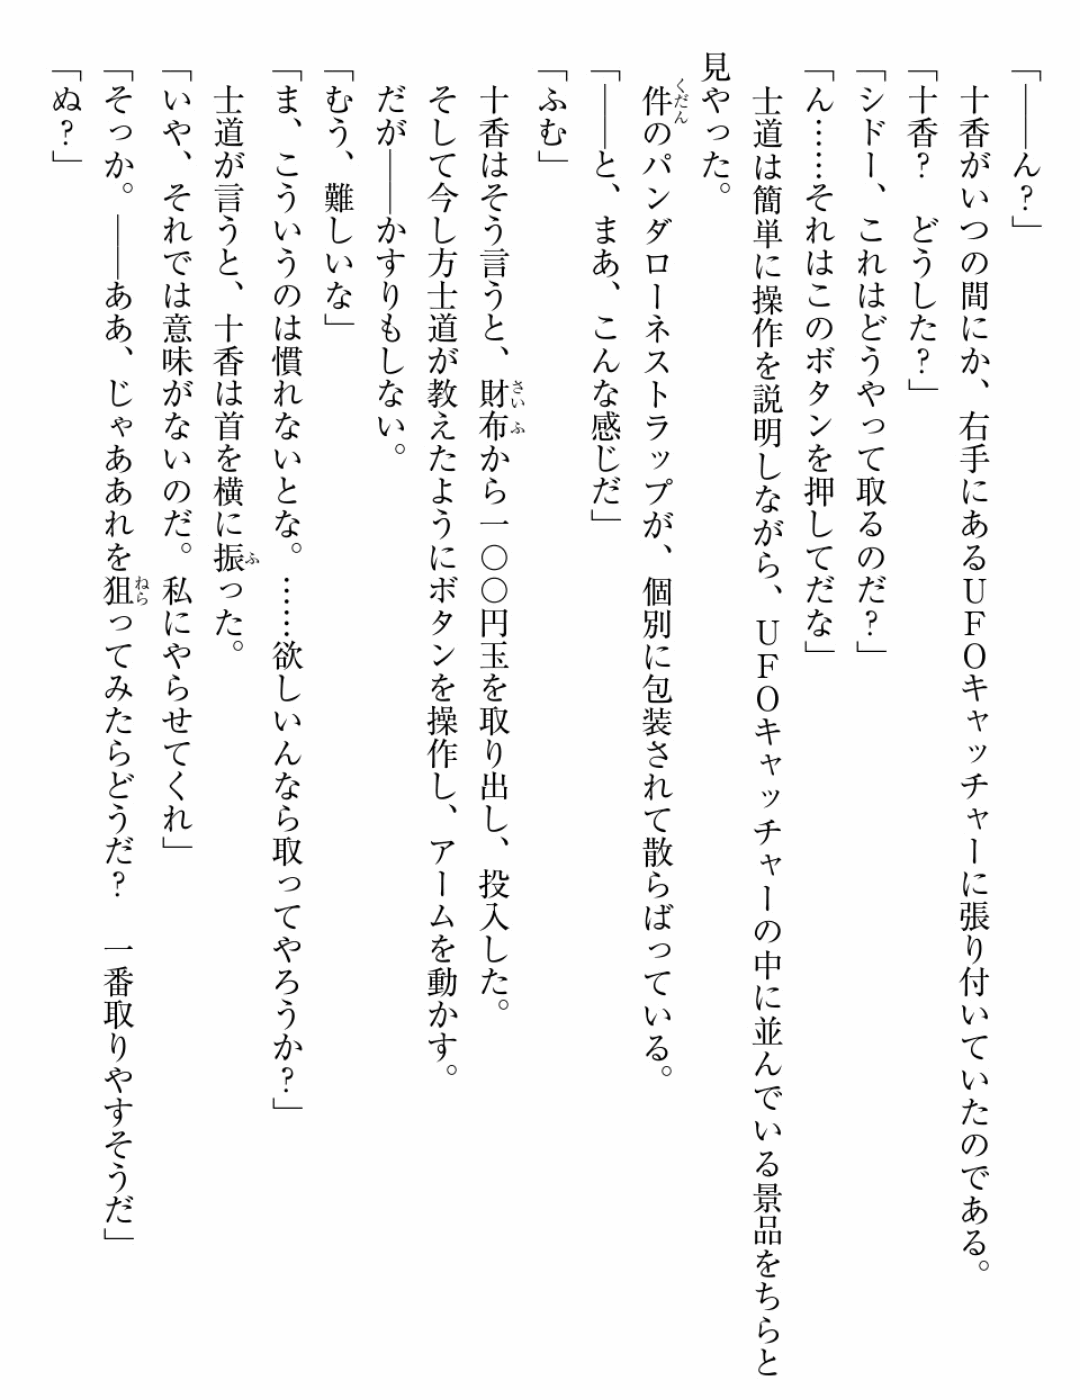 「――ん？」
　十香がいつの間にか、右手にあるＵＦＯキャッチャーに張り付いていたのである。
「十香？　どうした？」
「シドー、これはどうやって取るのだ？」
「ん……それはこのボタンを押してだな」
　士道は簡単に操作を説明しながら、ＵＦＯキャッチャーの中に並んでいる景品をちらと
見やった。
　件のパンダローネストラップが、個別に包装されて散らばっている。
「――と、まあ、こんな感じだ」
「ふむ」
　十香はそう言うと、財布から一〇〇円玉を取り出し、投入した。
　そして今し方士道が教えたようにボタンを操作し、アームを動かす。
　だが――かすりもしない。
「むう、難しいな」
「ま、こういうのは慣れないとな。……欲しいんなら取ってやろうか？」
　士道が言うと、十香は首を横に振った。
「いや、それでは意味がないのだ。私にやらせてくれ」
「そっか。――ああ、じゃああれを狙ってみたらどうだ？　一番取りやすそうだ」
「ぬ？」